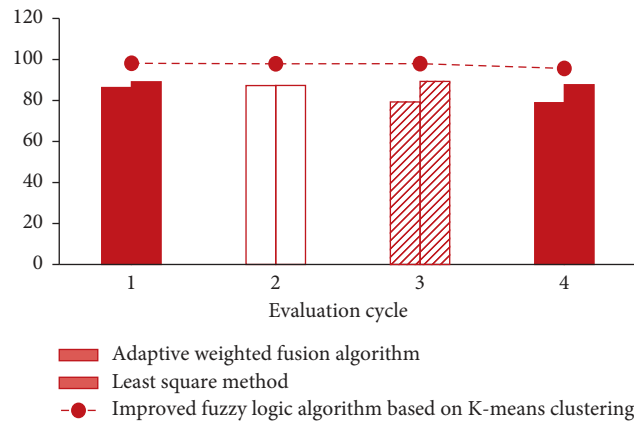 120
100
80
60
40
20
0
1 2 3 4
Evaluation cycle
Adaptive weighted fusion algorithm
Least square method
Improved fuzzy logic algorithm based on K-means clustering